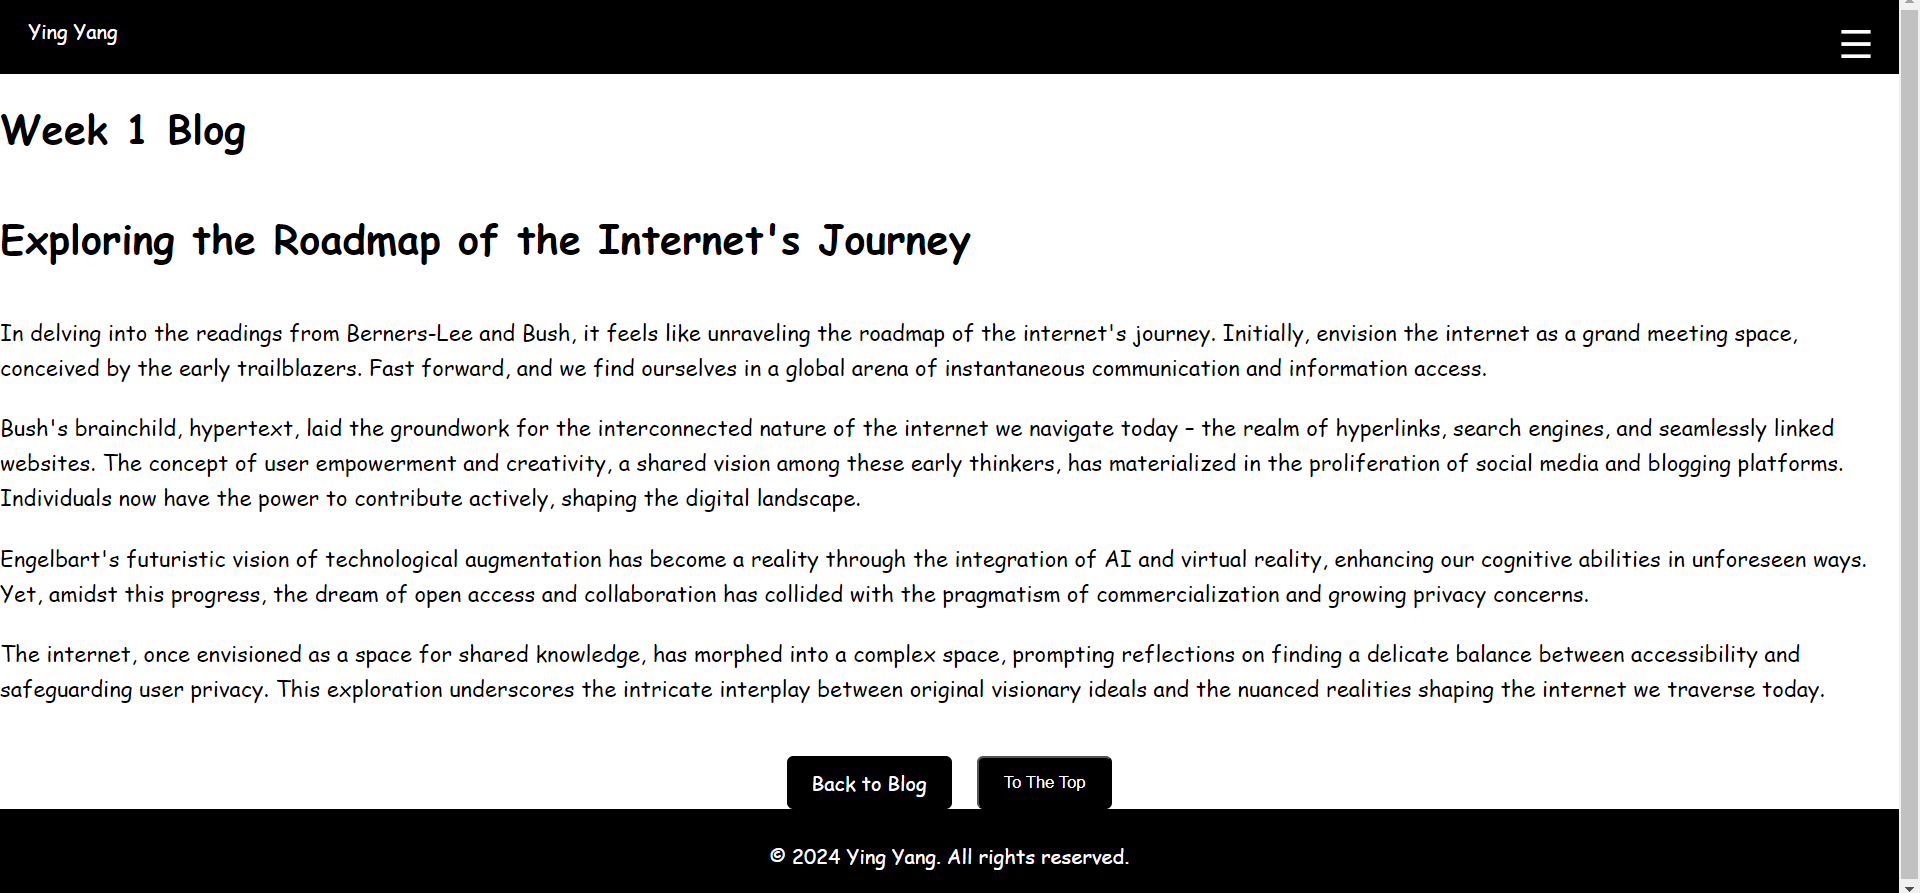 Ying Yang
☰
Week 1 Blog
Exploring the Roadmap of the Internet's Journey
In delving into the readings from Berners-Lee and Bush, it feels like unraveling the roadmap of the internet's journey. Initially, envision the internet as a grand meeting space,
conceived by the early trailblazers. Fast forward, and we find ourselves in a global arena of instantaneous communication and information access.
Bush's brainchild, hypertext, laid the groundwork for the interconnected nature of the internet we navigate today – the realm of hyperlinks, search engines, and seamlessly linked
websites. The concept of user empowerment and creativity, a shared vision among these early thinkers, has materialized in the proliferation of social media and blogging platforms.
Individuals now have the power to contribute actively, shaping the digital landscape.
Engelbart's futuristic vision of technological augmentation has become a reality through the integration of AI and virtual reality, enhancing our cognitive abilities in unforeseen ways.
Yet, amidst this progress, the dream of open access and collaboration has collided with the pragmatism of commercialization and growing privacy concerns.
The internet, once envisioned as a space for shared knowledge, has morphed into a complex space, prompting reflections on finding a delicate balance between accessibility and
safeguarding user privacy. This exploration underscores the intricate interplay between original visionary ideals and the nuanced realities shaping the internet we traverse today.
Back to Blog
To The Top
© 2024 Ying Yang. All rights reserved.